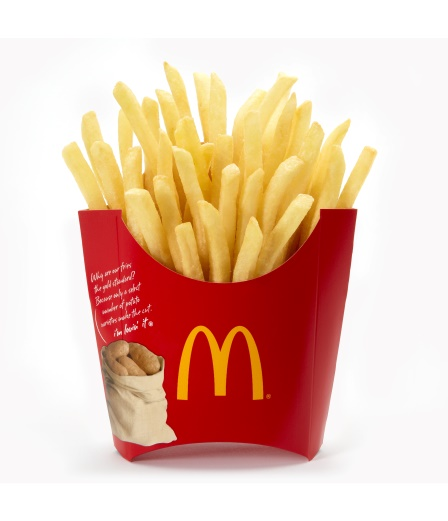 Why are our fries
the gold standard?
Because only a select
number of potato
varieties make the cut.
i'm lovin' it®
M®